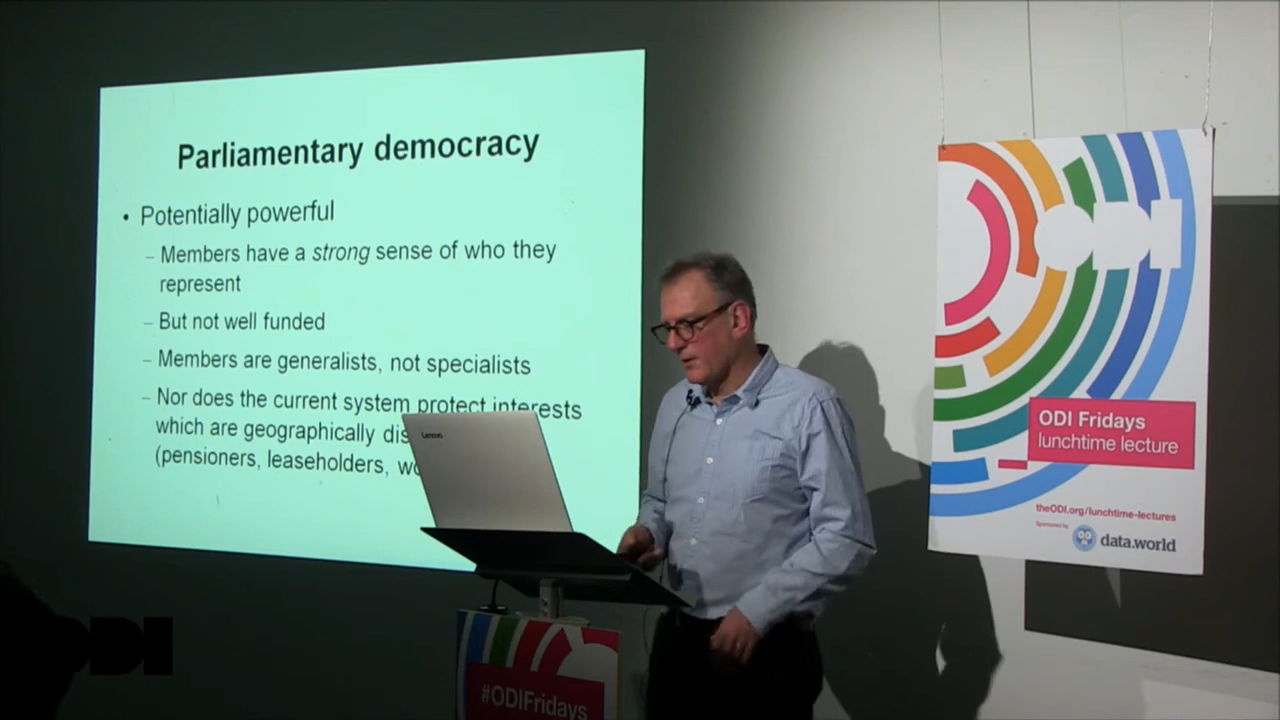 Parliamentary democracy
• Potentially powerful
– Members have a strong sense of who they
represent
– But not well funded
– Members are generalists, not specialists
– Nor does the current system protect interests
which are geographically
(pensioners, leaseholders,
Lenovo
ODI Fridays
lunchtime lecture
theODI.org/lunchtime-lectures
Sponsored by
data.world
#ODIFridays
ODI